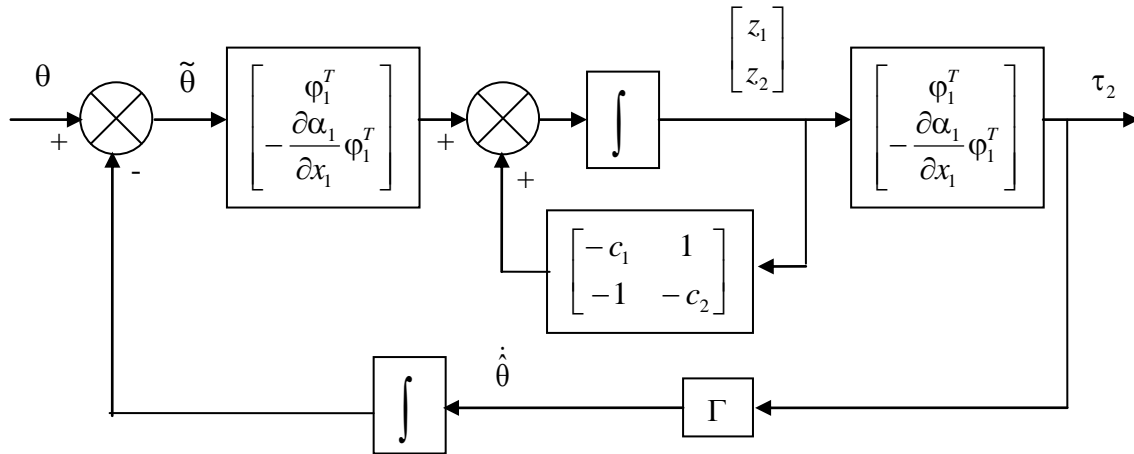 θ
+
-
θ̃
[ φ₁ᵀ
-∂α₁/∂x₁ φ₁ᵀ ]
+
+
∫
[ z₁
z₂ ]
[ φ₁ᵀ
-∂α₁/∂x₁ φ₁ᵀ ]
τ₂
[ -c₁ 1
-1 -c₂ ]
∫
θ̂̇
Γ